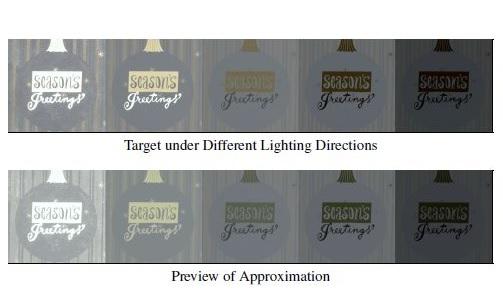 SEASON'S SEASON'S SEASON'S SEASON'S SEASON'S
Greetings Greetings Greetings Greetings Greetings
Target under Different Lighting Directions
SEASON'S SEASON'S SEASON'S SEASON'S SEASON'S
Greetings Greetings Greetings Greetings Greetings
Preview of Approximation